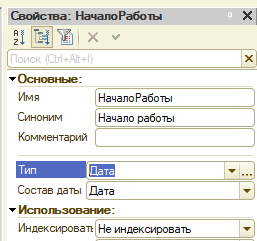 Свойства: НачалоРаботы
Поиск (Ctrl+Alt+I)
Основные:
Имя НачалоРаботы
Синоним Начало работы
Комментарий
Тип Дата
Состав даты Дата
Использование:
Индексировать Не индексировать